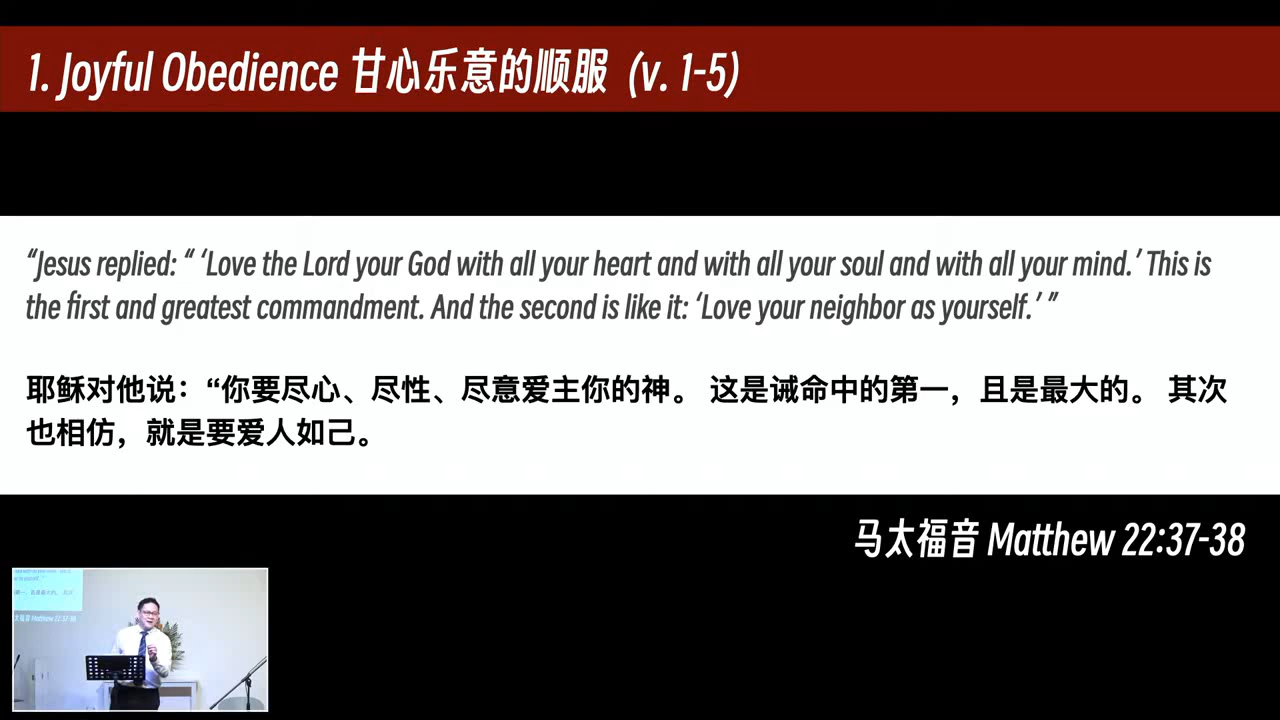 1. Joyful Obedience 甘心乐意的顺服 (v. 1-5)
“Jesus replied: “ ‘Love the Lord your God with all your heart and with all your soul and with all your mind.’ This is
the first and greatest commandment. And the second is like it: ‘Love your neighbor as yourself.’ ”
耶稣对他说：“你要尽心、尽性、尽意爱主你的神。 这是诫命中的第一，且是最大的。 其次
也相仿，就是要爱人如己。
马太福音 Matthew 22:37-38